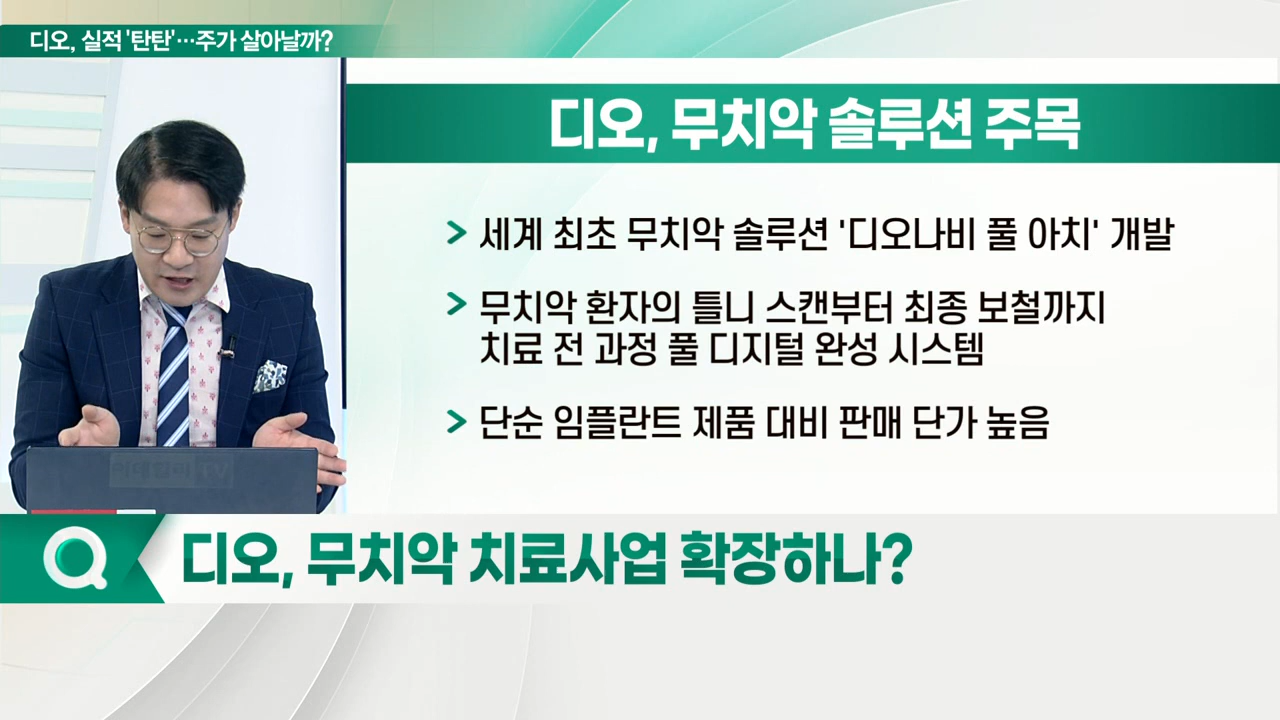 디오, 실적 '탄탄'…주가 살아날까?
디오, 무치악 솔루션 주목
> 세계 최초 무치악 솔루션 '디오나비 풀 아치' 개발
> 무치악 환자의 틀니 스캔부터 최종 보철까지
치료 전 과정 풀 디지털 완성 시스템
> 단순 임플란트 제품 대비 판매 단가 높음
Q 디오, 무치악 치료사업 확장하나?